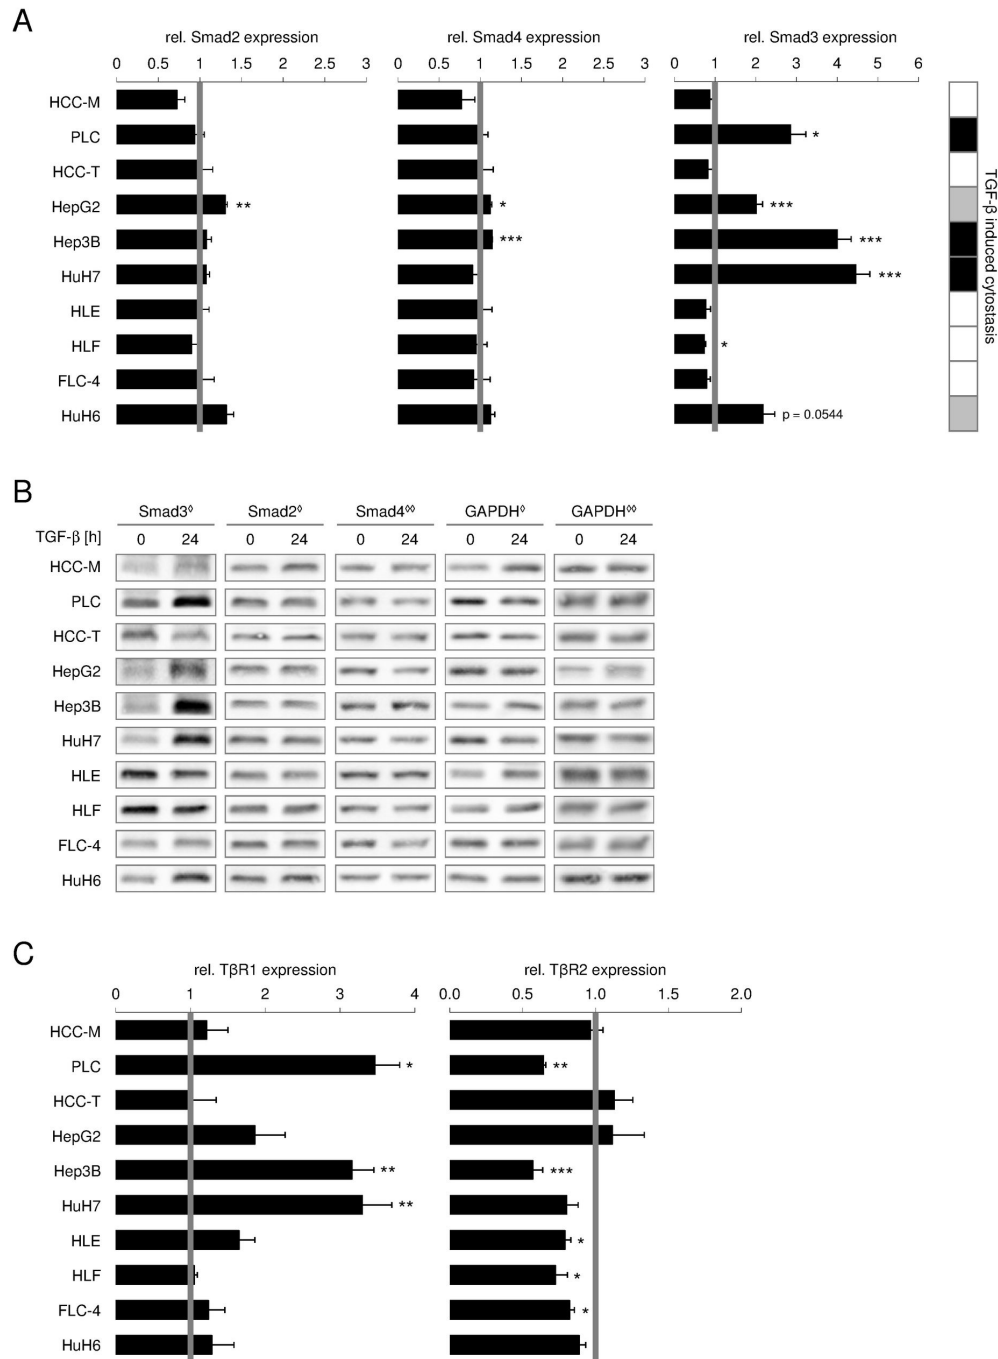 A
rel. Smad2 expression
rel. Smad4 expression
rel. Smad3 expression
0 0.5 1 1.5 2 2.5 3
0 0.5 1 1.5 2 2.5 3
0 1 2 3 4 5 6
HCC-M
PLC *
HCC-T
HepG2 ** * ***
Hep3B *** ***
HuH7 ***
HLE
HLF *
FLC-4
HuH6 p = 0.0544
TGF-β induced cytostasis
B
Smad3◊ Smad2◊ Smad4◊◊ GAPDH◊ GAPDH◊◊
TGF-β [h] 0 24 0 24 0 24 0 24 0 24
HCC-M
PLC
HCC-T
HepG2
Hep3B
HuH7
HLE
HLF
FLC-4
HuH6
C
rel. TβR1 expression
rel. TβR2 expression
0 1 2 3 4
0.0 0.5 1.0 1.5 2.0
HCC-M
PLC * **
HCC-T
HepG2
Hep3B ** ***
HuH7 **
HLE *
HLF *
FLC-4 *
HuH6